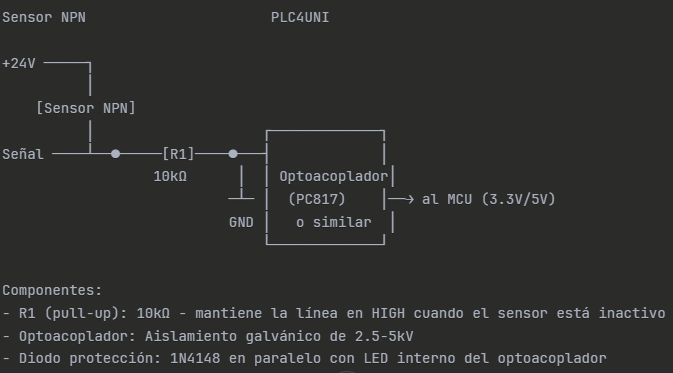 Sensor NPN PLC4UNI
+24V
[Sensor NPN]
Señal [R1]
10kΩ Optoacoplador
(PC817) → al MCU (3.3V/5V)
GND o similar
Componentes:
- R1 (pull-up): 10kΩ - mantiene la línea en HIGH cuando el sensor está inactivo
- Optoacoplador: Aislamiento galvánico de 2.5-5kV
- Diodo protección: 1N4148 en paralelo con LED interno del optoacoplador